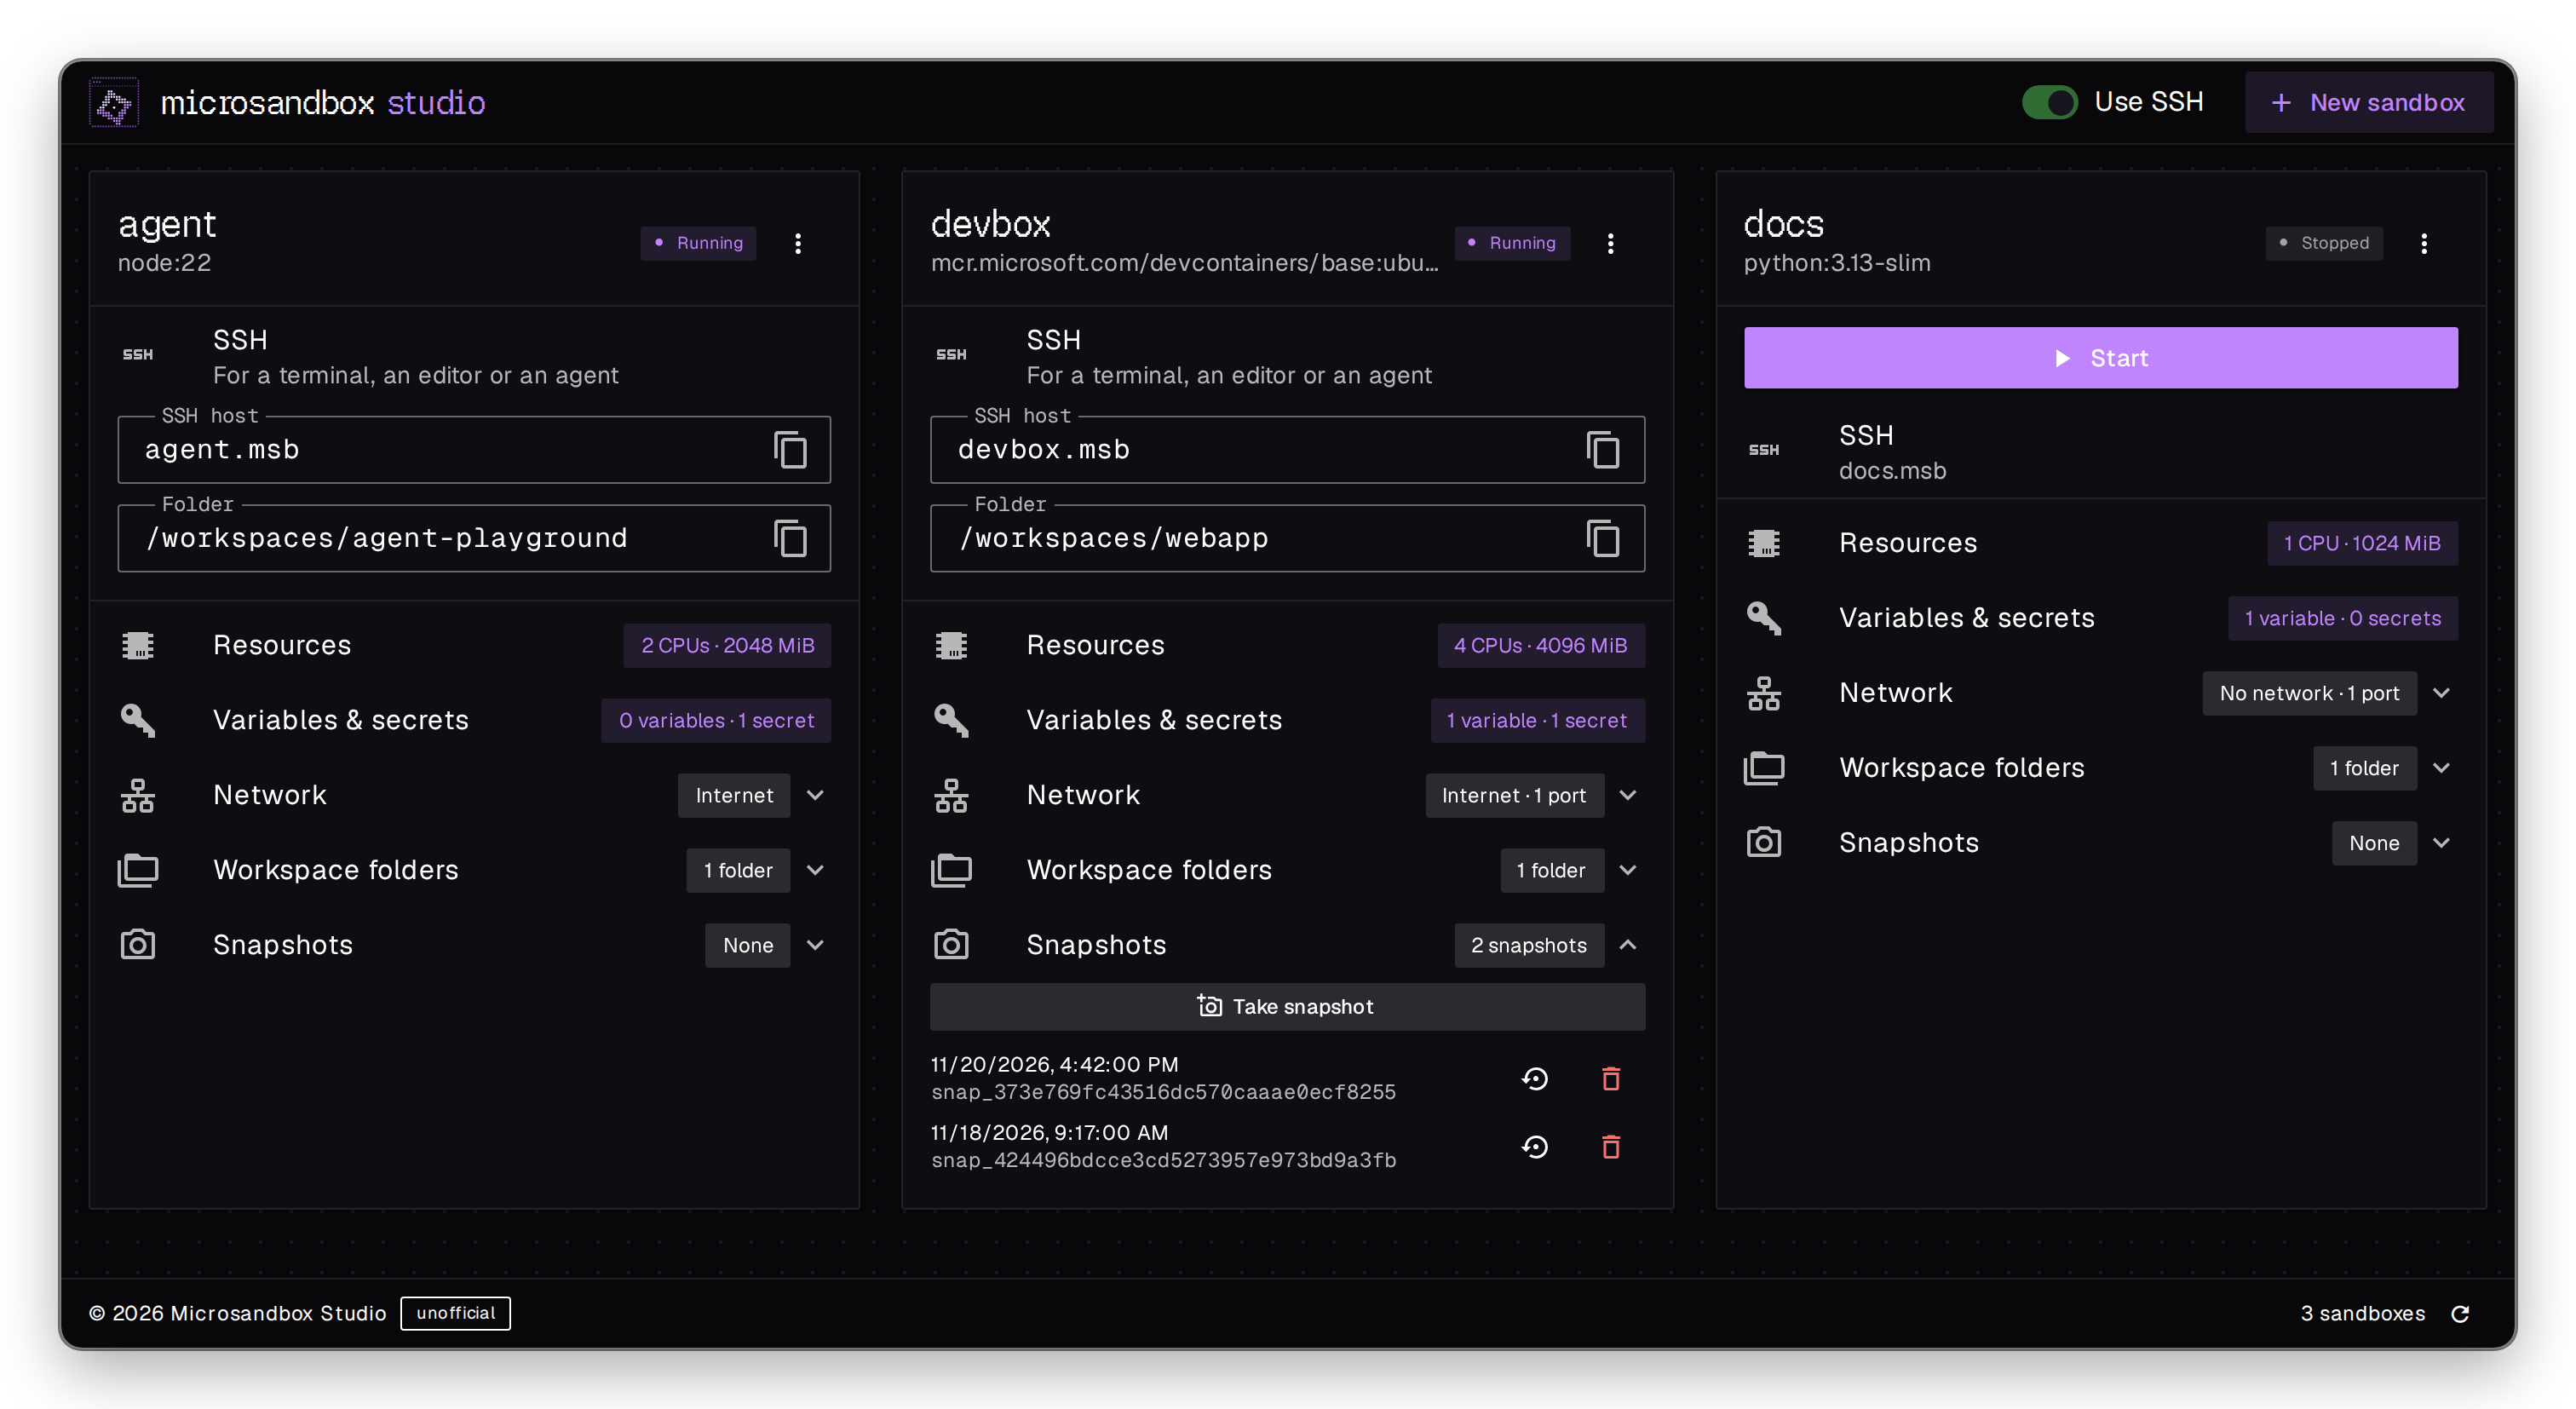 microsandbox studio
Use SSH
+ New sandbox
agent
node:22
Running
SSH
SSH
For a terminal, an editor or an agent
SSH host
agent.msb
Folder
/workspaces/agent-playground
Resources
2 CPUs · 2048 MiB
Variables & secrets
0 variables · 1 secret
Network
Internet
Workspace folders
1 folder
Snapshots
None
devbox
mcr.microsoft.com/devcontainers/base:ubu...
Running
SSH
SSH
For a terminal, an editor or an agent
SSH host
devbox.msb
Folder
/workspaces/webapp
Resources
4 CPUs · 4096 MiB
Variables & secrets
1 variable · 1 secret
Network
Internet · 1 port
Workspace folders
1 folder
Snapshots
2 snapshots
Take snapshot
11/20/2026, 4:42:00 PM
snap_373e769fc43516dc570caaae0ecf8255
11/18/2026, 9:17:00 AM
snap_424496bdcce3cd5273957e973bd9a3fb
docs
python:3.13-slim
Stopped
Start
SSH
SSH
docs.msb
Resources
1 CPU · 1024 MiB
Variables & secrets
1 variable · 0 secrets
Network
No network · 1 port
Workspace folders
1 folder
Snapshots
None
© 2026 Microsandbox Studio
unofficial
3 sandboxes